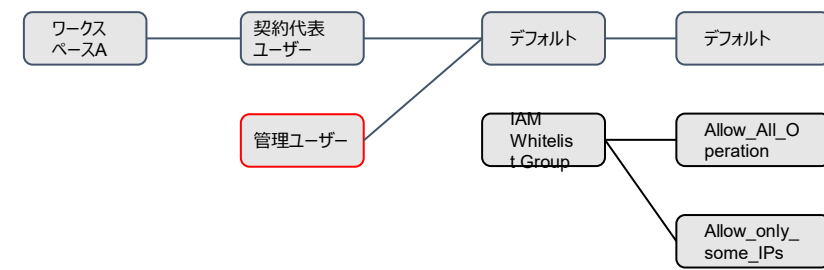 ワークス
ペースA
契約代表
ユーザー
デフォルト
デフォルト
管理ユーザー
IAM
Whitelis
t Group
Allow_All_O
peration
Allow_only_
some_IPs